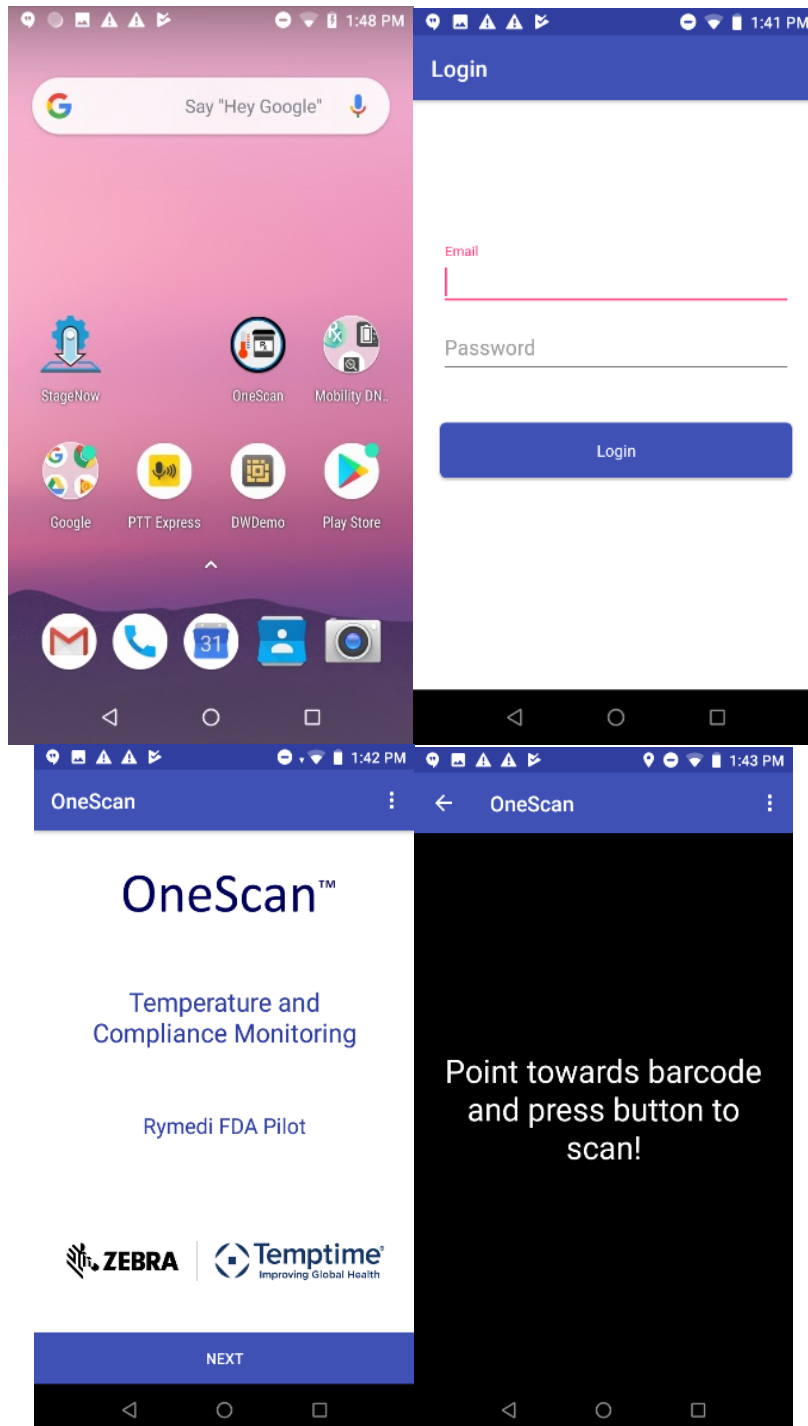 1:48 PM
Say "Hey Google"
StageNow
OneScan
Mobility DN..
Google
PTT Express
DWDemo
Play Store
31
1:41 PM
Login
Email
Password
Login
1:42 PM
OneScan
OneScan™
Temperature and
Compliance Monitoring
Rymedi FDA Pilot
ZEBRA
Temptime®
Improving Global Health
NEXT
1:43 PM
OneScan
Point towards barcode
and press button to
scan!